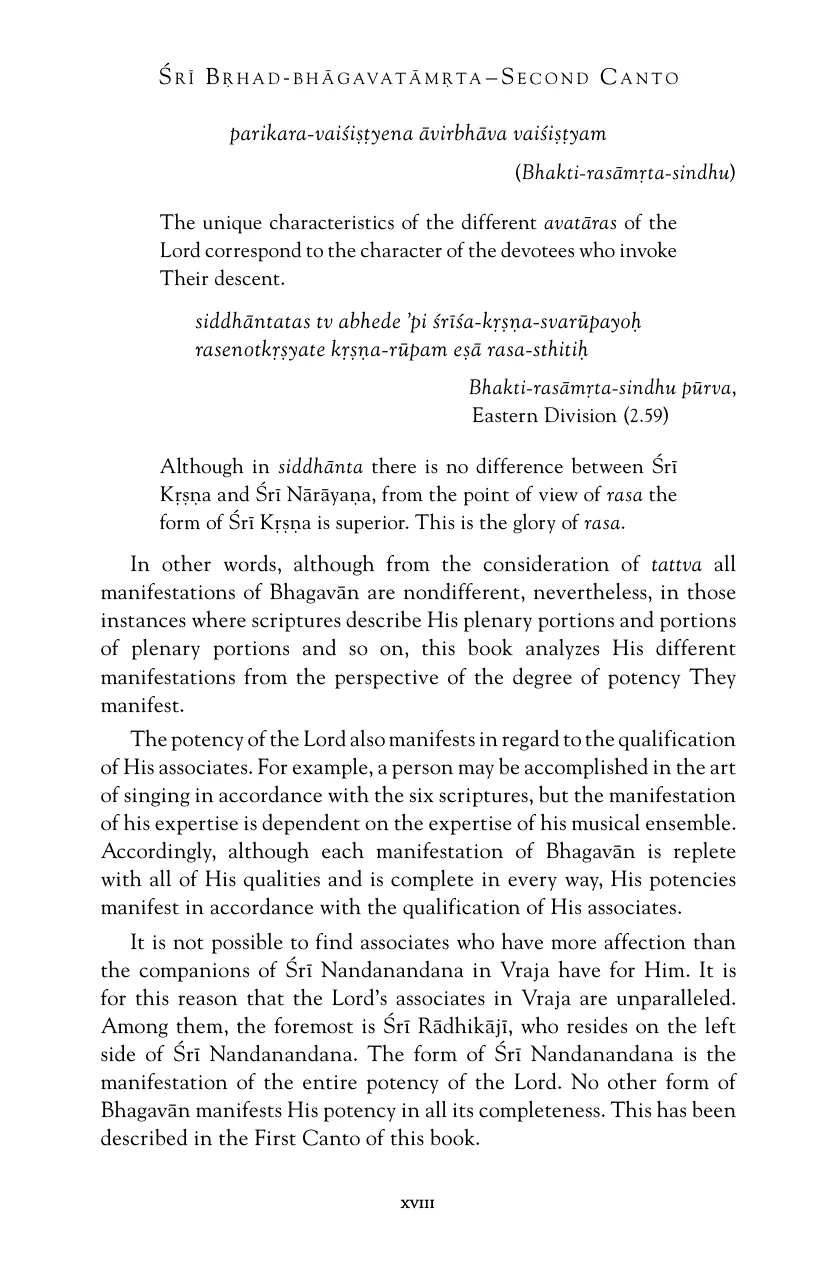 Śrī Bṛhad-bhāgavatāmṛta–Second Canto
parikara-vaiśiṣṭyena āvirbhāva vaiśiṣṭyam
(Bhakti-rasāmṛta-sindhu)
The unique characteristics of the different avatāras of the
Lord correspond to the character of the devotees who invoke
Their descent.
siddhāntatas tv abhede ’pi śrīśa-kṛṣṇa-svarūpayoḥ
rasenotkṛṣyate kṛṣṇa-rūpam eṣā rasa-sthitiḥ
Bhakti-rasāmṛta-sindhu pūrva,
Eastern Division (2.59)
Although in siddhānta there is no difference between Śrī
Kṛṣṇa and Śrī Nārāyaṇa, from the point of view of rasa the
form of Śrī Kṛṣṇa is superior. This is the glory of rasa.
In other words, although from the consideration of tattva all
manifestations of Bhagavān are nondifferent, nevertheless, in those
instances where scriptures describe His plenary portions and portions
of plenary portions and so on, this book analyzes His different
manifestations from the perspective of the degree of potency They
manifest.
The potency of the Lord also manifests in regard to the qualification
of His associates. For example, a person may be accomplished in the art
of singing in accordance with the six scriptures, but the manifestation
of his expertise is dependent on the expertise of his musical ensemble.
Accordingly, although each manifestation of Bhagavān is replete
with all of His qualities and is complete in every way, His potencies
manifest in accordance with the qualification of His associates.
It is not possible to find associates who have more affection than
the companions of Śrī Nandanandana in Vraja have for Him. It is
for this reason that the Lord’s associates in Vraja are unparalleled.
Among them, the foremost is Śrī Rādhikājī, who resides on the left
side of Śrī Nandanandana. The form of Śrī Nandanandana is the
manifestation of the entire potency of the Lord. No other form of
Bhagavān manifests His potency in all its completeness. This has been
described in the First Canto of this book.
xviii